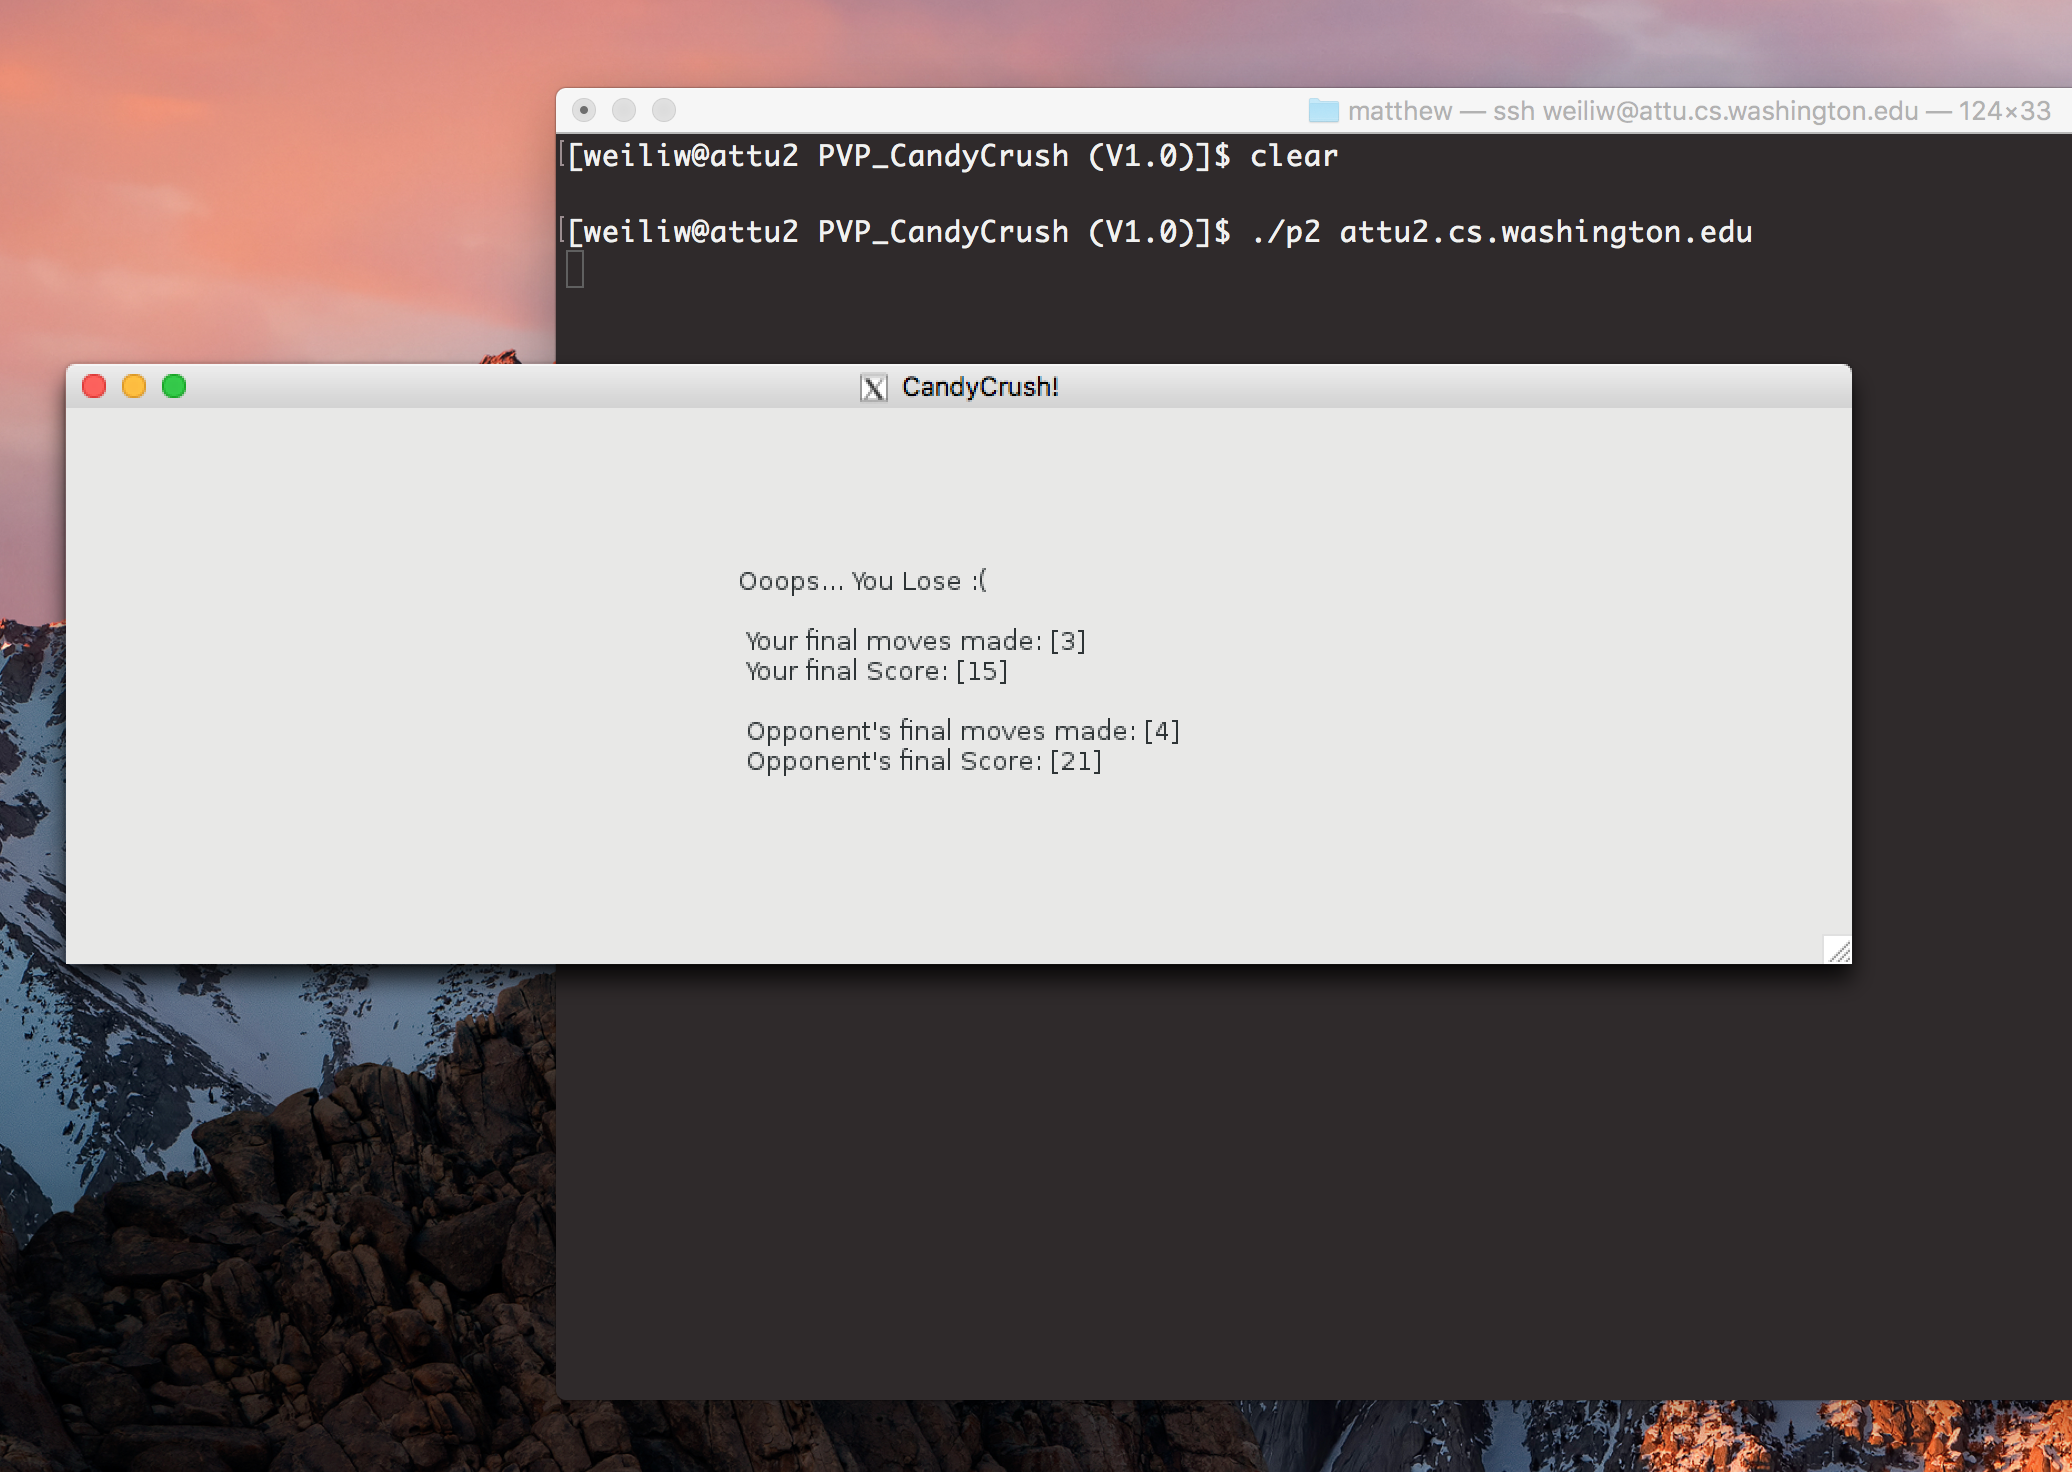 matthew — ssh weiliw@attu.cs.washington.edu — 124×33
[[weiliw@attu2 PVP_CandyCrush (V1.0)]$ clear
[[weiliw@attu2 PVP_CandyCrush (V1.0)]$ ./p2 attu2.cs.washington.edu
CandyCrush!
Ooops... You Lose :(
Your final moves made: [3]
Your final Score: [15]
Opponent's final moves made: [4]
Opponent's final Score: [21]